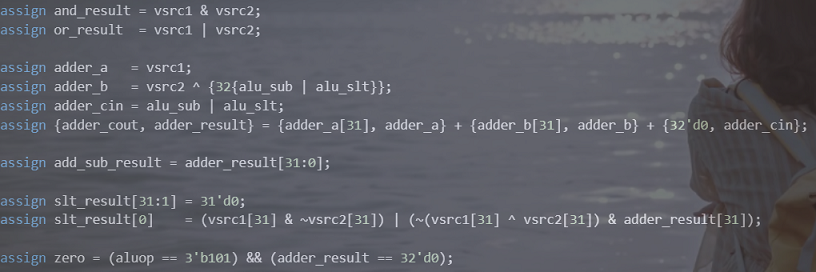 assign and_result = vsrc1 & vsrc2;
assign or_result  = vsrc1 | vsrc2;
assign adder_a   = vsrc1;
assign adder_b   = vsrc2 ^ {32{alu_sub | alu_slt}};
assign adder_cin = alu_sub | alu_slt;
assign {adder_cout, adder_result} = {adder_a[31], adder_a} + {adder_b[31], adder_b} + {32'd0, adder_cin};
assign add_sub_result = adder_result[31:0];
assign slt_result[31:1] = 31'd0;
assign slt_result[0]    = (vsrc1[31] & ~vsrc2[31]) | (~(vsrc1[31] ^ vsrc2[31]) & adder_result[31]);
assign zero = (aluop == 3'b101) && (adder_result == 32'd0);